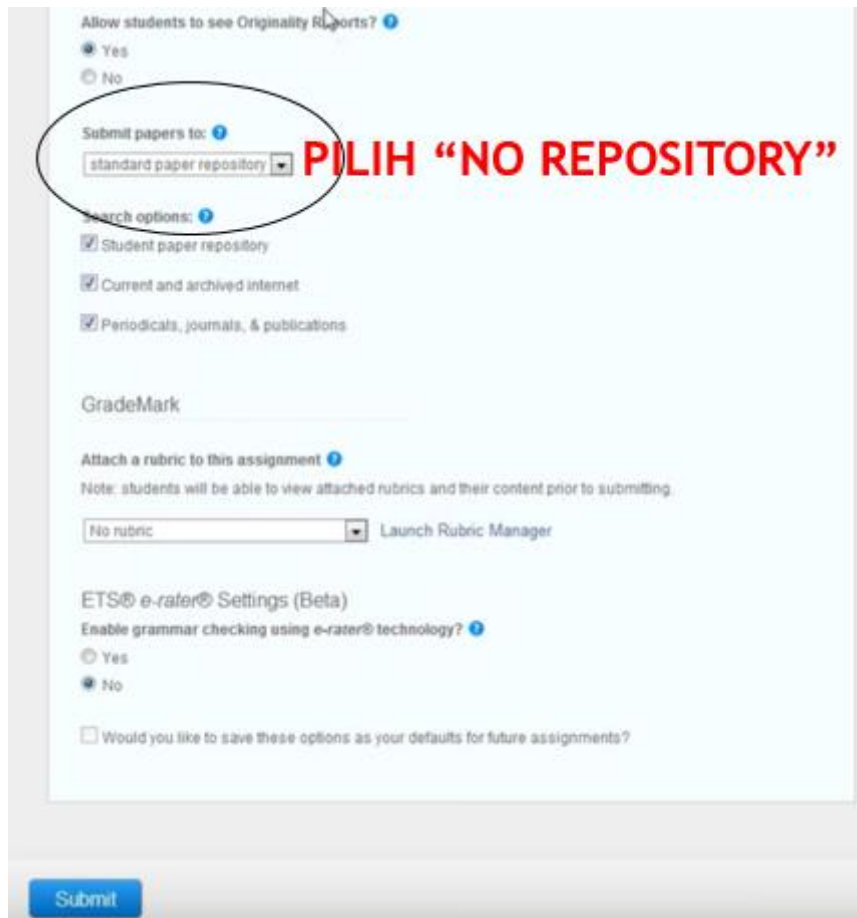 Allow students to see Originality Reports?
Yes
No
Submit papers to:
standard paper repository
PILIH “NO REPOSITORY”
Search options:
Student paper repository
Current and archived internet
Periodicals, journals, & publications
GradeMark
Attach a rubric to this assignment
Note: students will be able to view attached rubrics and their content prior to submitting.
No rubric Launch Rubric Manager
ETS® e-rater® Settings (Beta)
Enable grammar checking using e-rater® technology?
Yes
No
Would you like to save these options as your defaults for future assignments?
Submit